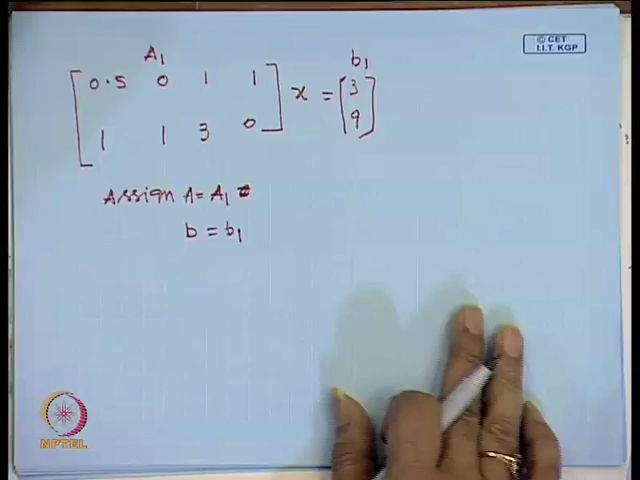 © CET
I.I.T. KGP
A₁ b₁
[0.5 0 1 1] x = [3]
[1 1 3 0] [9]
Assign A = A₁
b = b₁
NPTEL